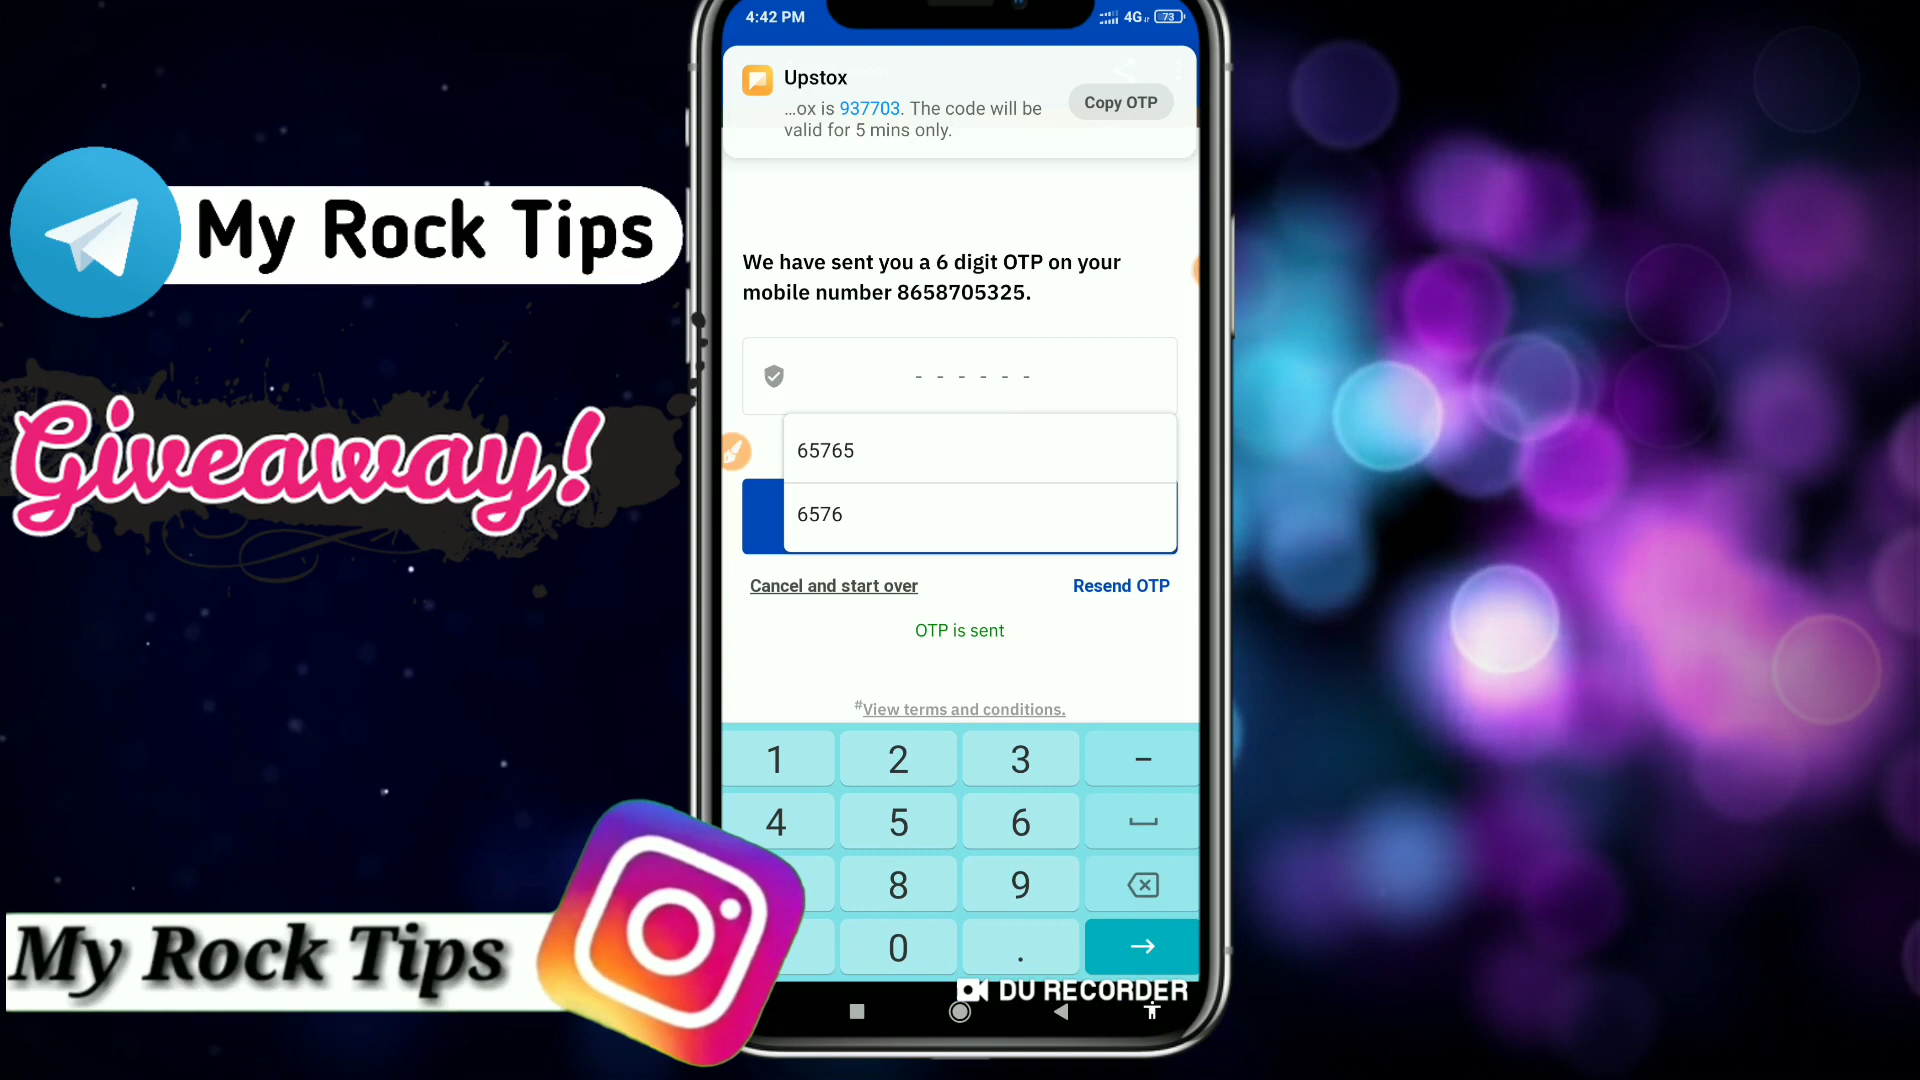 4:42 PM
4G
73
Upstox
...ox is 937703. The code will be
valid for 5 mins only.
Copy OTP
My Rock Tips
We have sent you a 6 digit OTP on your
mobile number 8658705325.
- - - - - -
Giveaway!
65765
6576
Cancel and start over
Resend OTP
OTP is sent
#View terms and conditions.
1 2 3 -
4 5 6
8 9
0 .
My Rock Tips
DU RECORDER